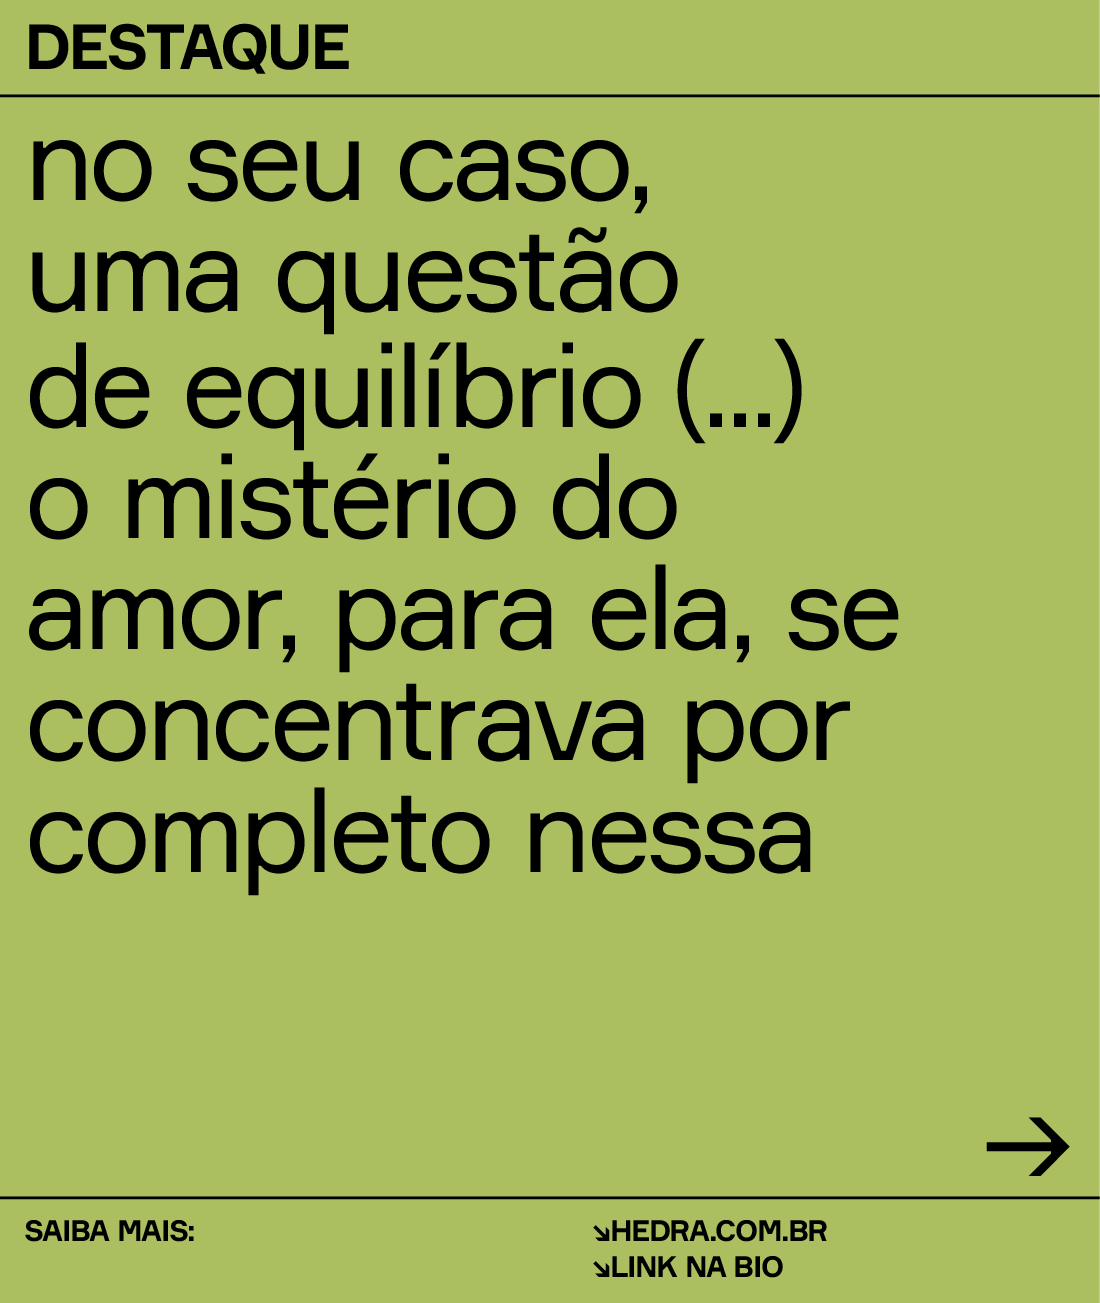 DESTAQUE
no seu caso,
uma questão
de equilíbrio (...)
o mistério do
amor, para ela, se
concentrava por
completo nessa
→
SAIBA MAIS:
↘HEDRA.COM.BR
↘LINK NA BIO